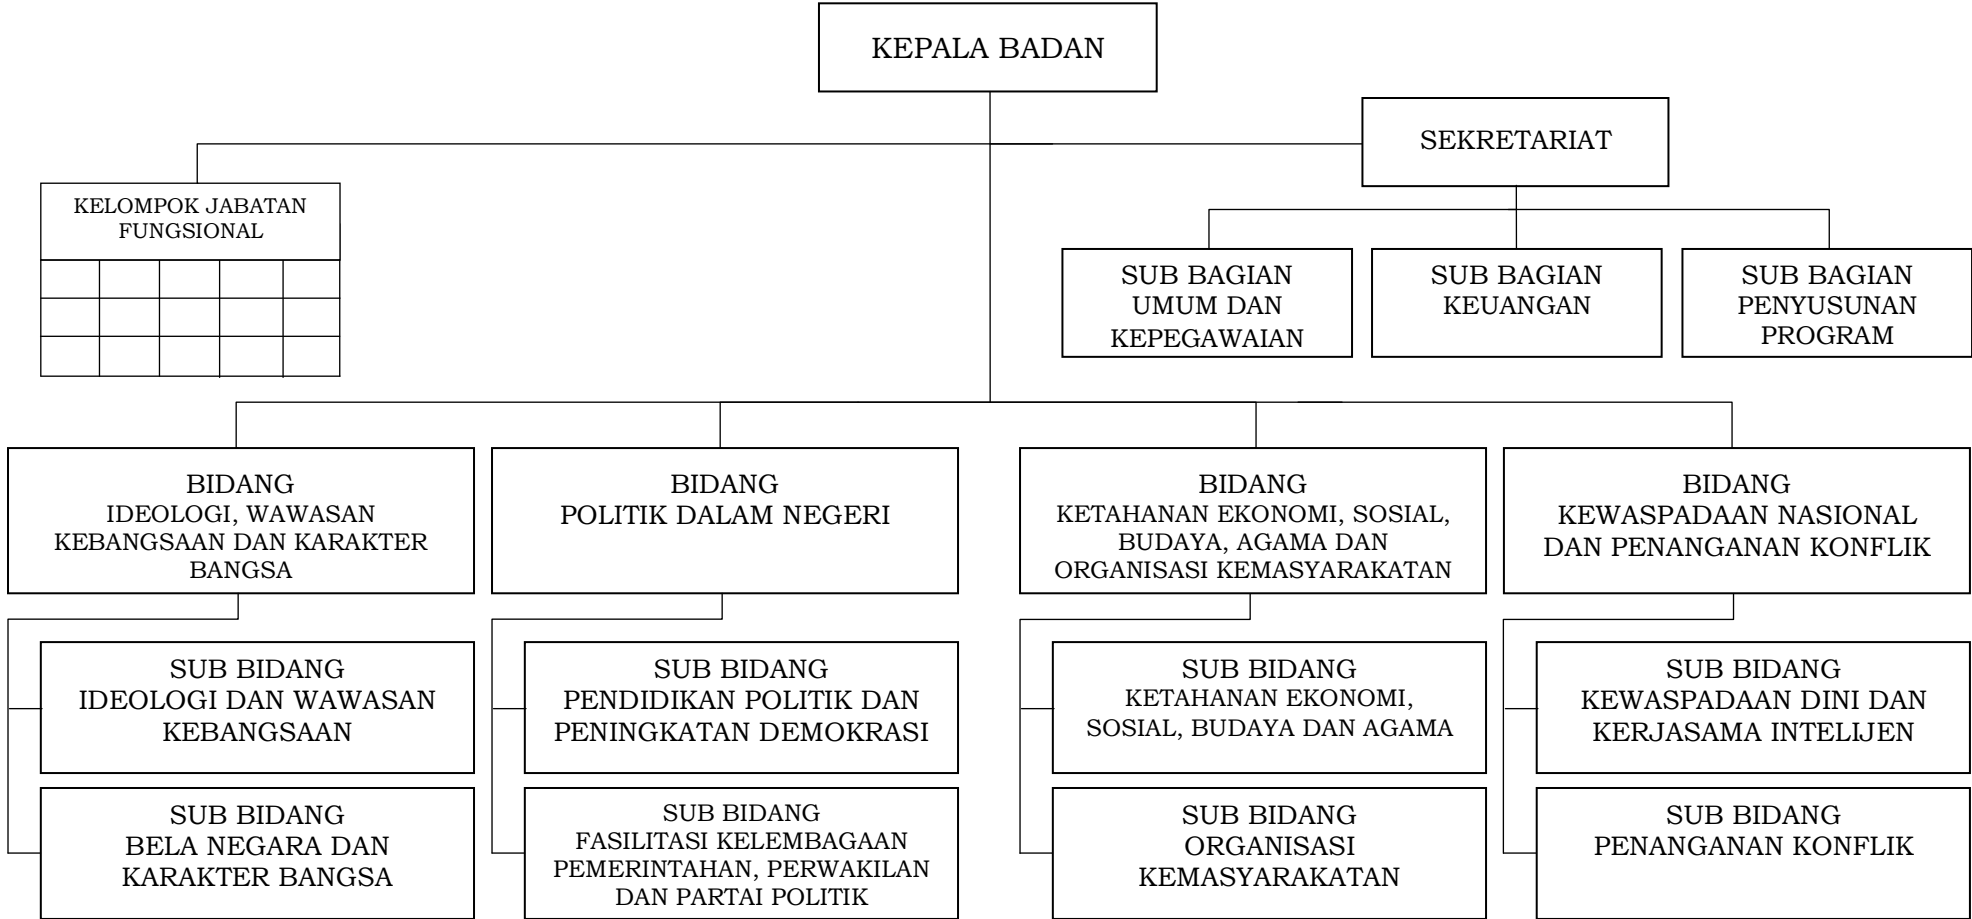 KEPALA BADAN
SEKRETARIAT
KELOMPOK JABATAN
FUNGSIONAL
SUB BAGIAN
UMUM DAN
KEPEGAWAIAN
SUB BAGIAN
KEUANGAN
SUB BAGIAN
PENYUSUNAN
PROGRAM
BIDANG
IDEOLOGI, WAWASAN
KEBANGSAAN DAN KARAKTER
BANGSA
BIDANG
POLITIK DALAM NEGERI
BIDANG
KETAHANAN EKONOMI, SOSIAL,
BUDAYA, AGAMA DAN
ORGANISASI KEMASYARAKATAN
BIDANG
KEWASPADAAN NASIONAL
DAN PENANGANAN KONFLIK
SUB BIDANG
IDEOLOGI DAN WAWASAN
KEBANGSAAN
SUB BIDANG
PENDIDIKAN POLITIK DAN
PENINGKATAN DEMOKRASI
SUB BIDANG
KETAHANAN EKONOMI,
SOSIAL, BUDAYA DAN AGAMA
SUB BIDANG
KEWASPADAAN DINI DAN
KERJASAMA INTELIJEN
SUB BIDANG
BELA NEGARA DAN
KARAKTER BANGSA
SUB BIDANG
FASILITASI KELEMBAGAAN
PEMERINTAHAN, PERWAKILAN
DAN PARTAI POLITIK
SUB BIDANG
ORGANISASI
KEMASYARAKATAN
SUB BIDANG
PENANGANAN KONFLIK